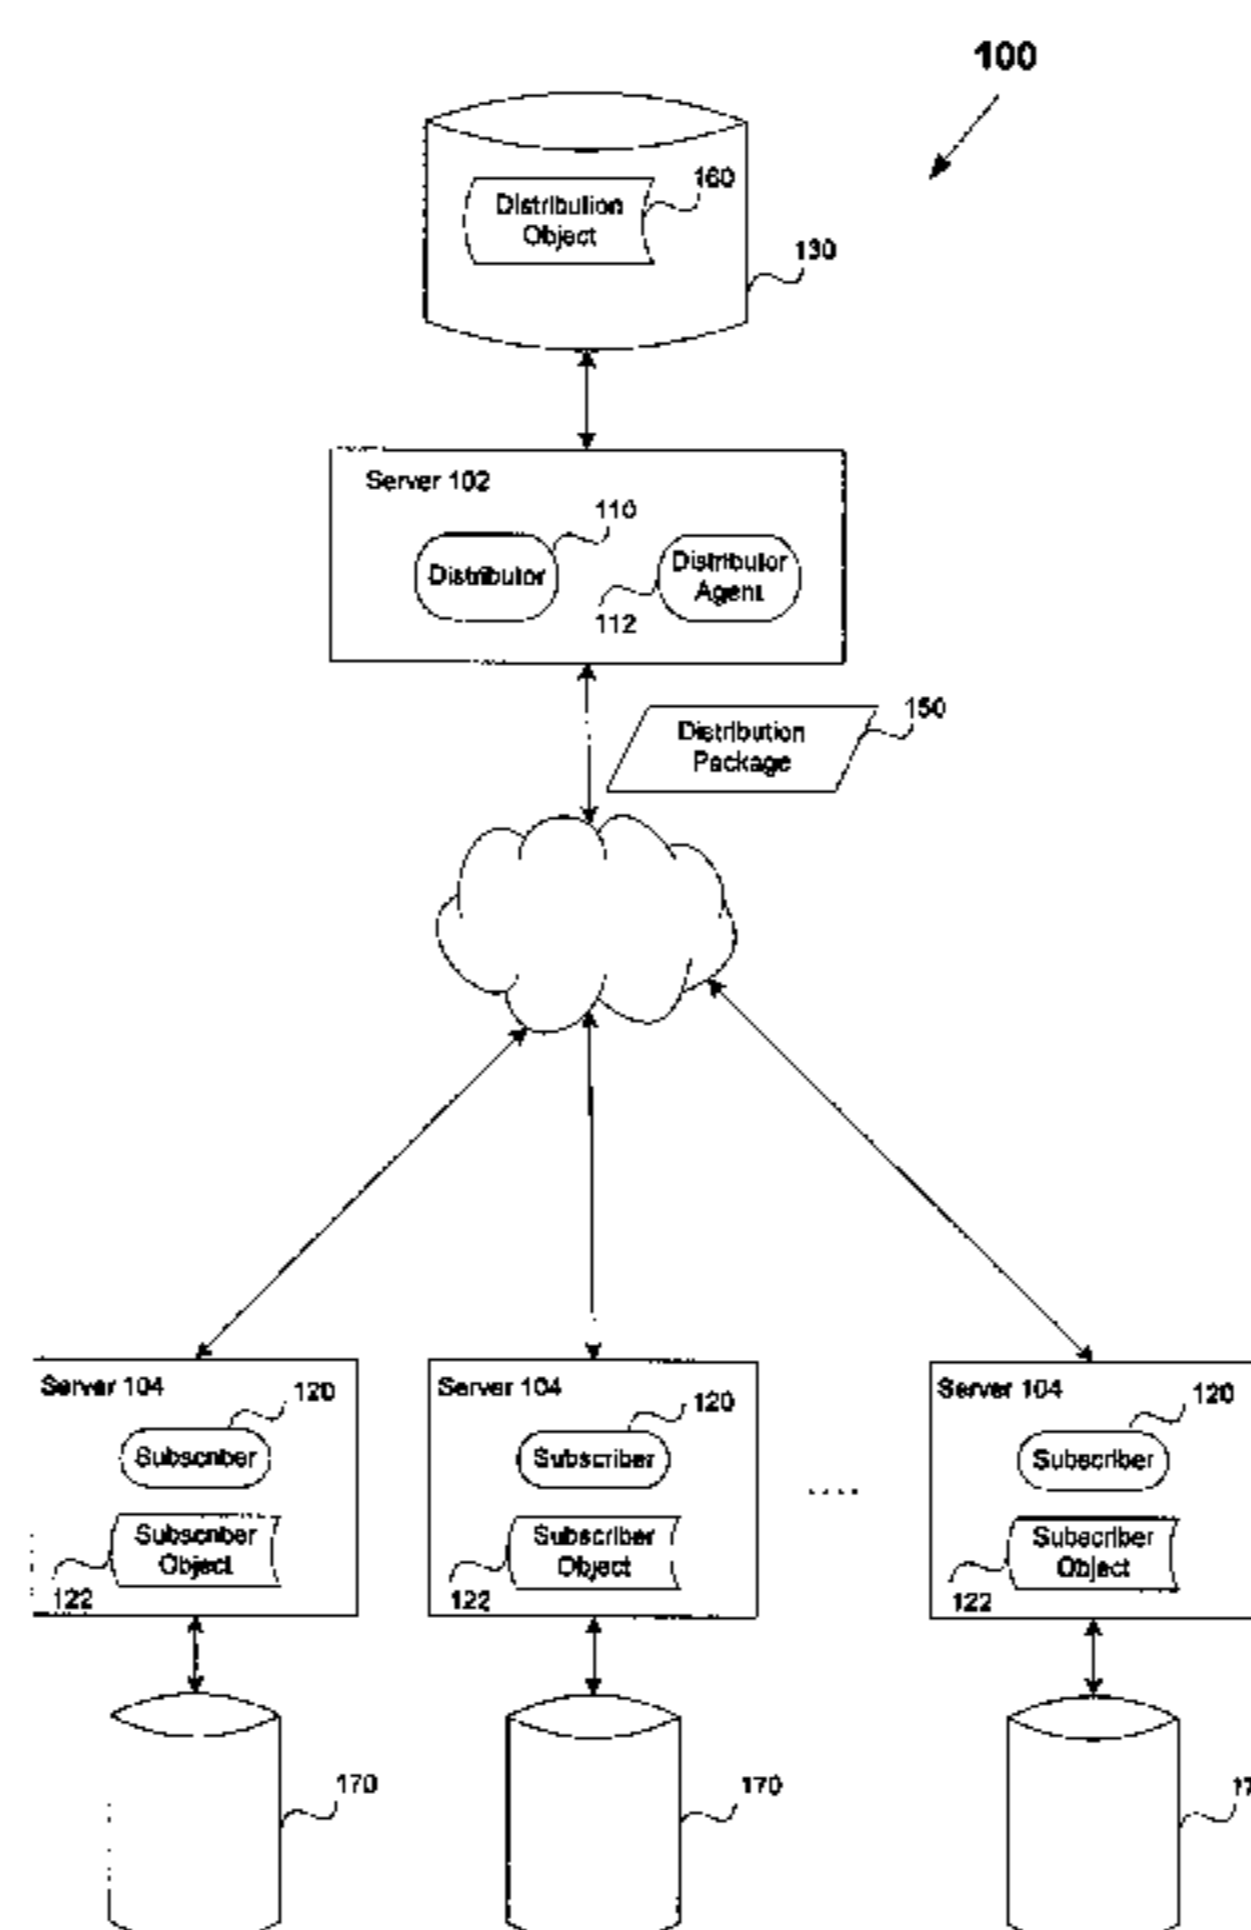 100
160
Distribution
Object
130
Server 102
110
Distributor
Distributor
Agent
112
150
Distribution
Package
Server 104
120
Subscriber
Subscriber
Object
122
Server 104
120
Subscriber
Subscriber
Object
122
. . . .
Server 104
120
Subscriber
Subscriber
Object
122
170
170